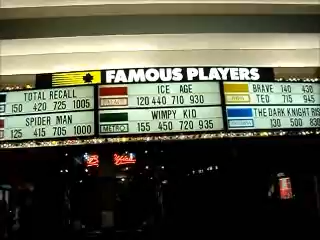 FAMOUS PLAYERS
TOTAL RECALL
150 420 725 1005
SPIDER MAN
125 415 705 1000
ICE AGE
120 440 710 930
WIMPY KID
METRO 155 450 720 935
BRAVE 140 430
TED 715 945
THE DARK KNIGHT RIS
130 500 830